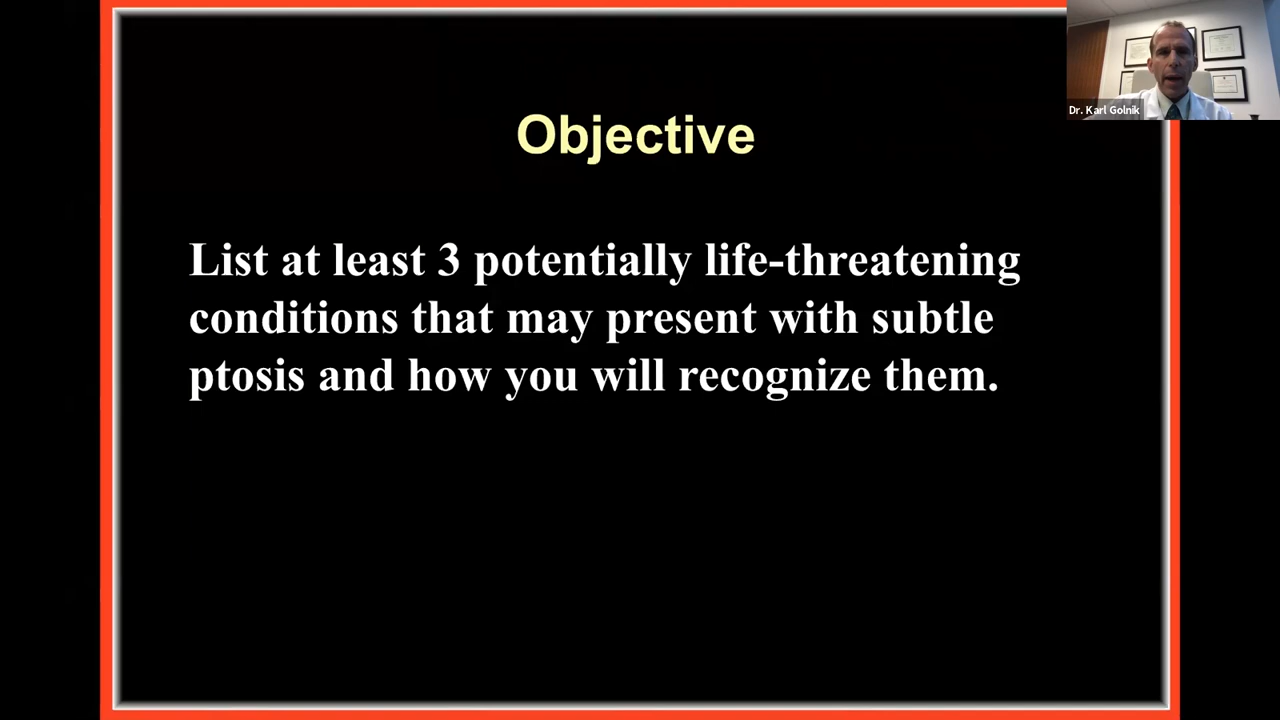 Dr. Karl Golnik
Objective
List at least 3 potentially life-threatening
conditions that may present with subtle
ptosis and how you will recognize them.